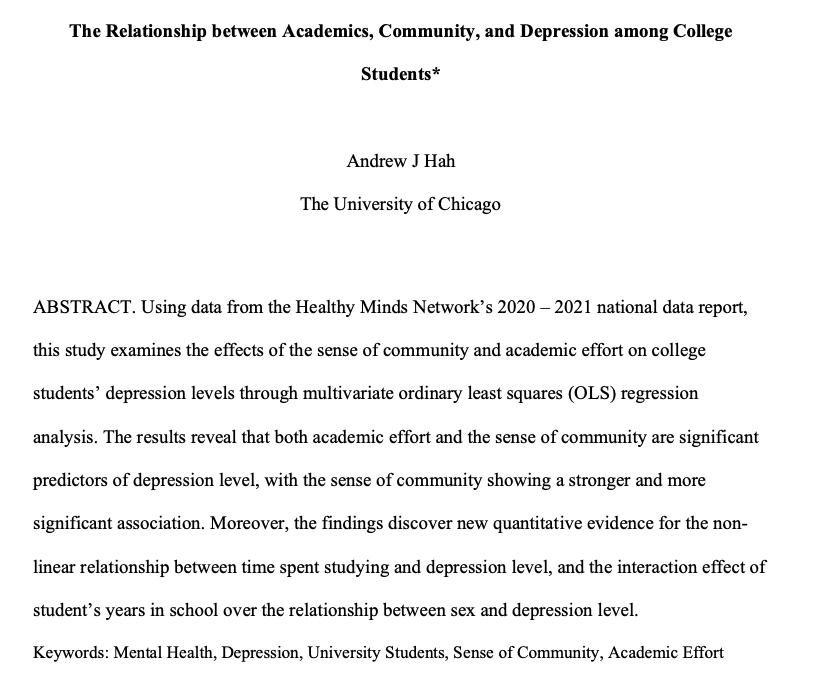 The Relationship between Academics, Community, and Depression among College
Students*
Andrew J Hah
The University of Chicago
ABSTRACT. Using data from the Healthy Minds Network’s 2020 – 2021 national data report,
this study examines the effects of the sense of community and academic effort on college
students’ depression levels through multivariate ordinary least squares (OLS) regression
analysis. The results reveal that both academic effort and the sense of community are significant
predictors of depression level, with the sense of community showing a stronger and more
significant association. Moreover, the findings discover new quantitative evidence for the non-
linear relationship between time spent studying and depression level, and the interaction effect of
student’s years in school over the relationship between sex and depression level.
Keywords: Mental Health, Depression, University Students, Sense of Community, Academic Effort